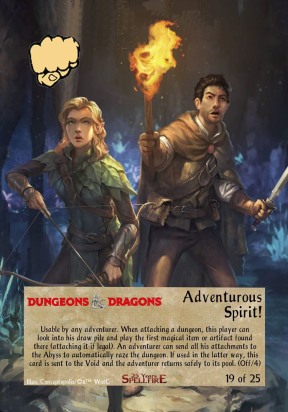 DUNGEONS & DRAGONS
Adventurous
Spirit!
Usable by any adventurer. When attacking a dungeon, this player can
look into his draw pile and play the first magical item or artifact found
there (attaching it if legal). An adventurer can send all his attachments to
the Abyss to automatically raze the dungeon. If used in the latter way, this
card is sent to the Void and the adventurer returns safely to its pool. (Off/4)
SPELLFIRE
19 of 25